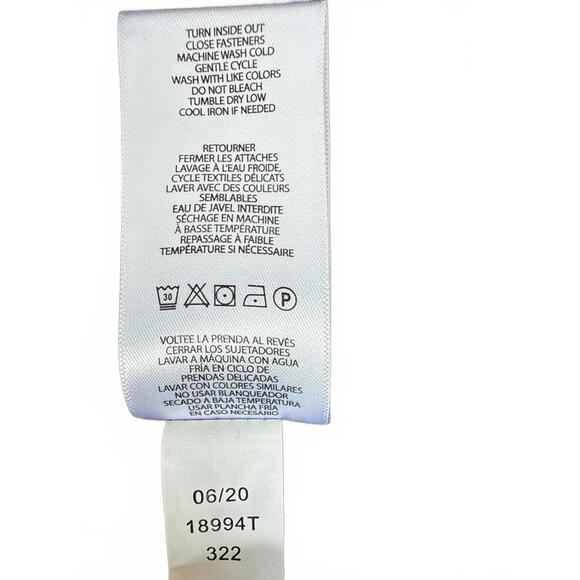 TURN INSIDE OUT
CLOSE FASTENERS
MACHINE WASH COLD
GENTLE CYCLE
WASH WITH LIKE COLORS
DO NOT BLEACH
TUMBLE DRY LOW
COOL IRON IF NEEDED
RETOURNER
FERMER LES ATTACHES
LAVAGE À L'EAU FROIDE,
CYCLE TEXTILES DÉLICATS
LAVER AVEC DES COULEURS
SEMBLABLES
EAU DE JAVEL INTERDITE
SÉCHAGE EN MACHINE
À BASSE TEMPÉRATURE
REPASSAGE À FAIBLE
TEMPÉRATURE SI NÉCESSAIRE
30 P
VOLTEE LA PRENDA AL REVÉS
CERRAR LOS SUJETADORES
LAVAR A MÁQUINA CON AGUA
FRÍA EN CICLO DE
PRENDAS DELICADAS
LAVAR CON COLORES SIMILARES
NO USAR BLANQUEADOR
SECADO A BAJA TEMPERATURA
USAR PLANCHA FRÍA
EN CASO NECESARIO
06/20
18994T
322